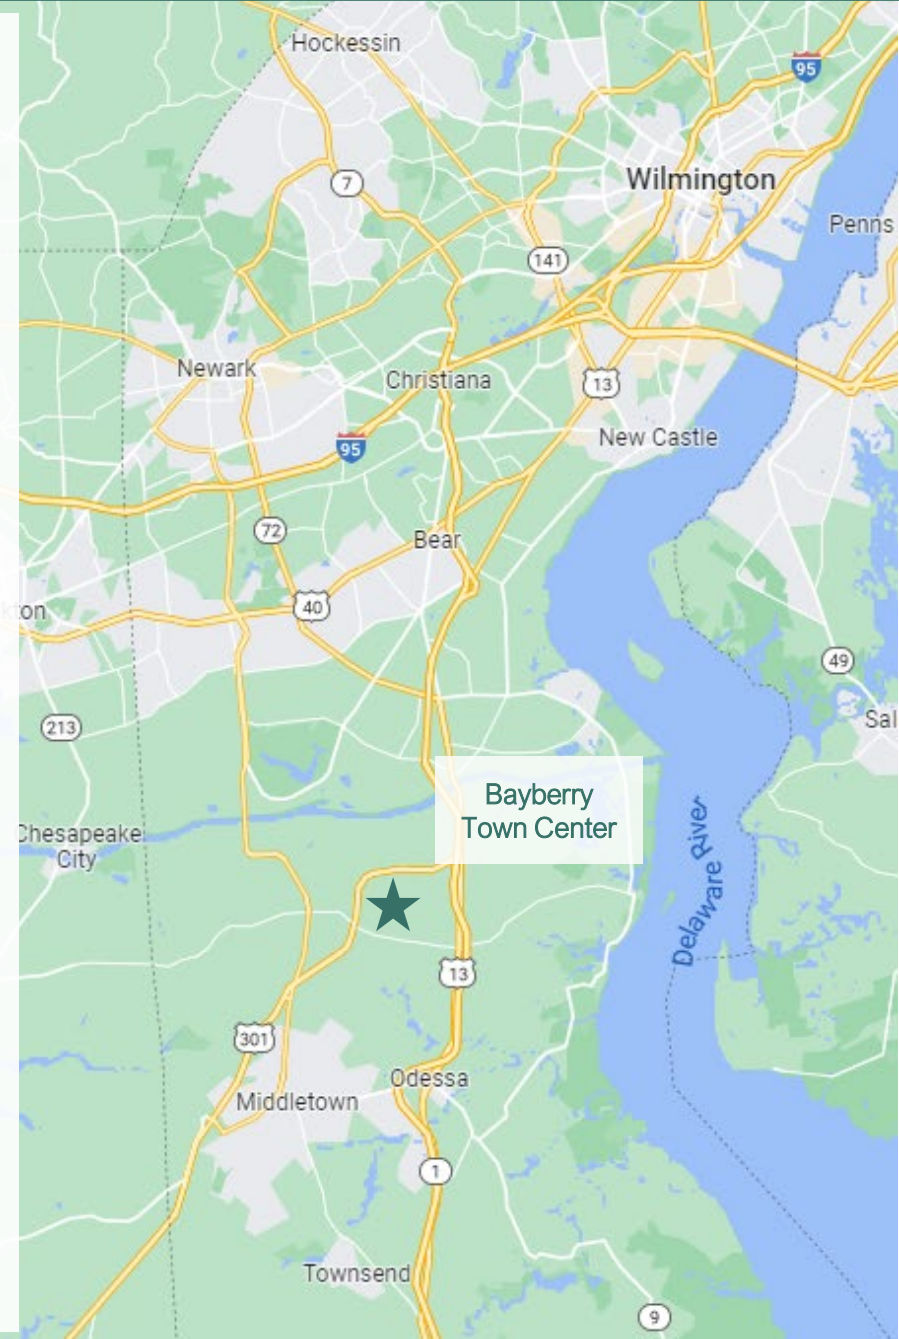 Hockessin
95
7
Wilmington
Penns
141
Newark
Christiana
13
New Castle
95
72
Bear
40
kton
49
213
Sal
Bayberry
Town Center
Chesapeake
City
Delaware River
13
301
Odessa
Middletown
1
Townsend
9